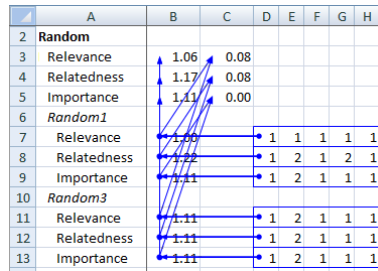 A B C D E F G H
2 Random
3 Relevance 1.06 0.08
4 Relatedness 1.17 0.08
5 Importance 1.11 0.00
6 Random1
7 Relevance 1.00 1 1 1 1 1
8 Relatedness 1.22 1 2 1 2 1
9 Importance 1.11 1 2 1 1 1
10 Random3
11 Relevance 1.11 1 2 1 1 1
12 Relatedness 1.11 1 2 1 1 1
13 Importance 1.11 1 2 1 1 1